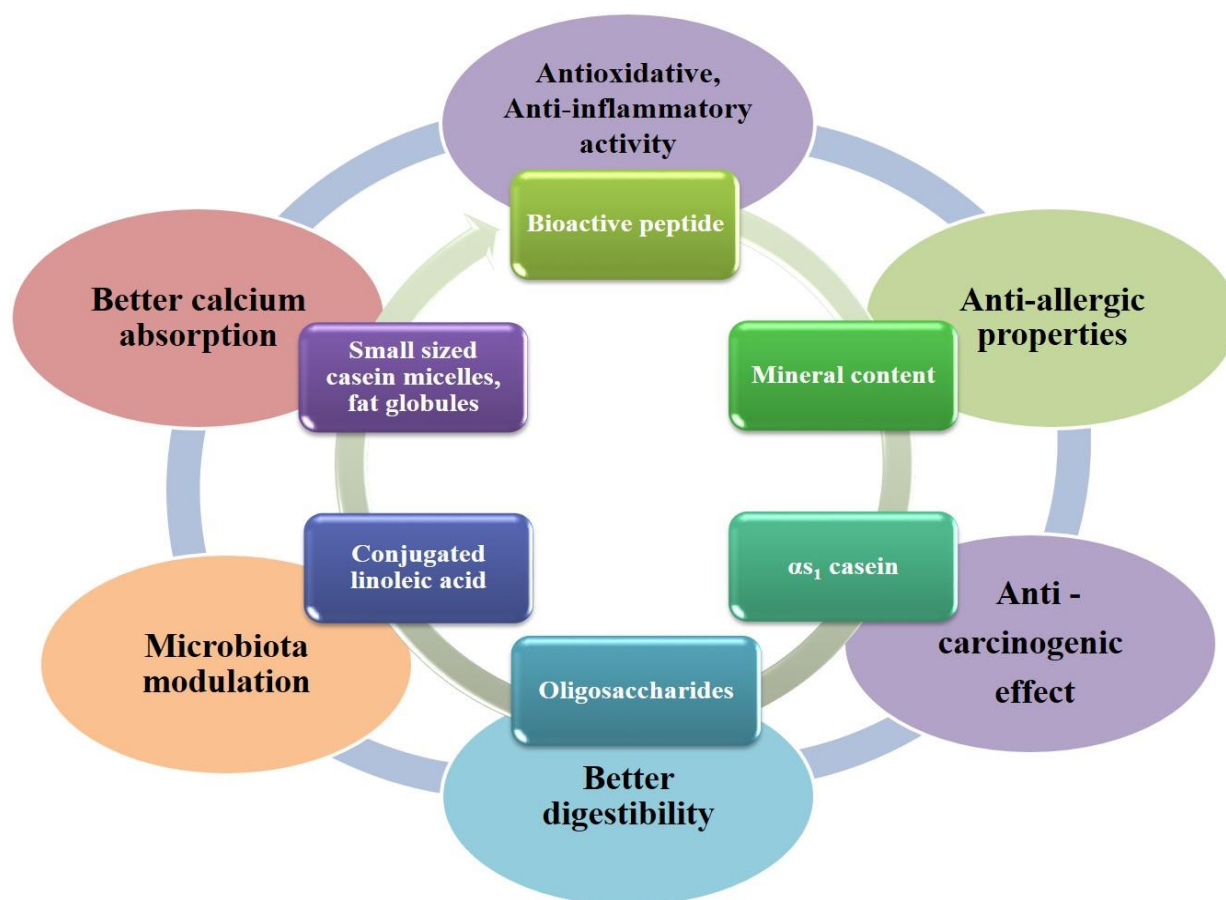 Antioxidative,
Anti-inflammatory
activity
Bioactive peptide
Anti-allergic
properties
Mineral content
Anti -
carcinogenic
effect
αs₁ casein
Better
digestibility
Oligosaccharides
Microbiota
modulation
Conjugated
linoleic acid
Better calcium
absorption
Small sized
casein micelles,
fat globules